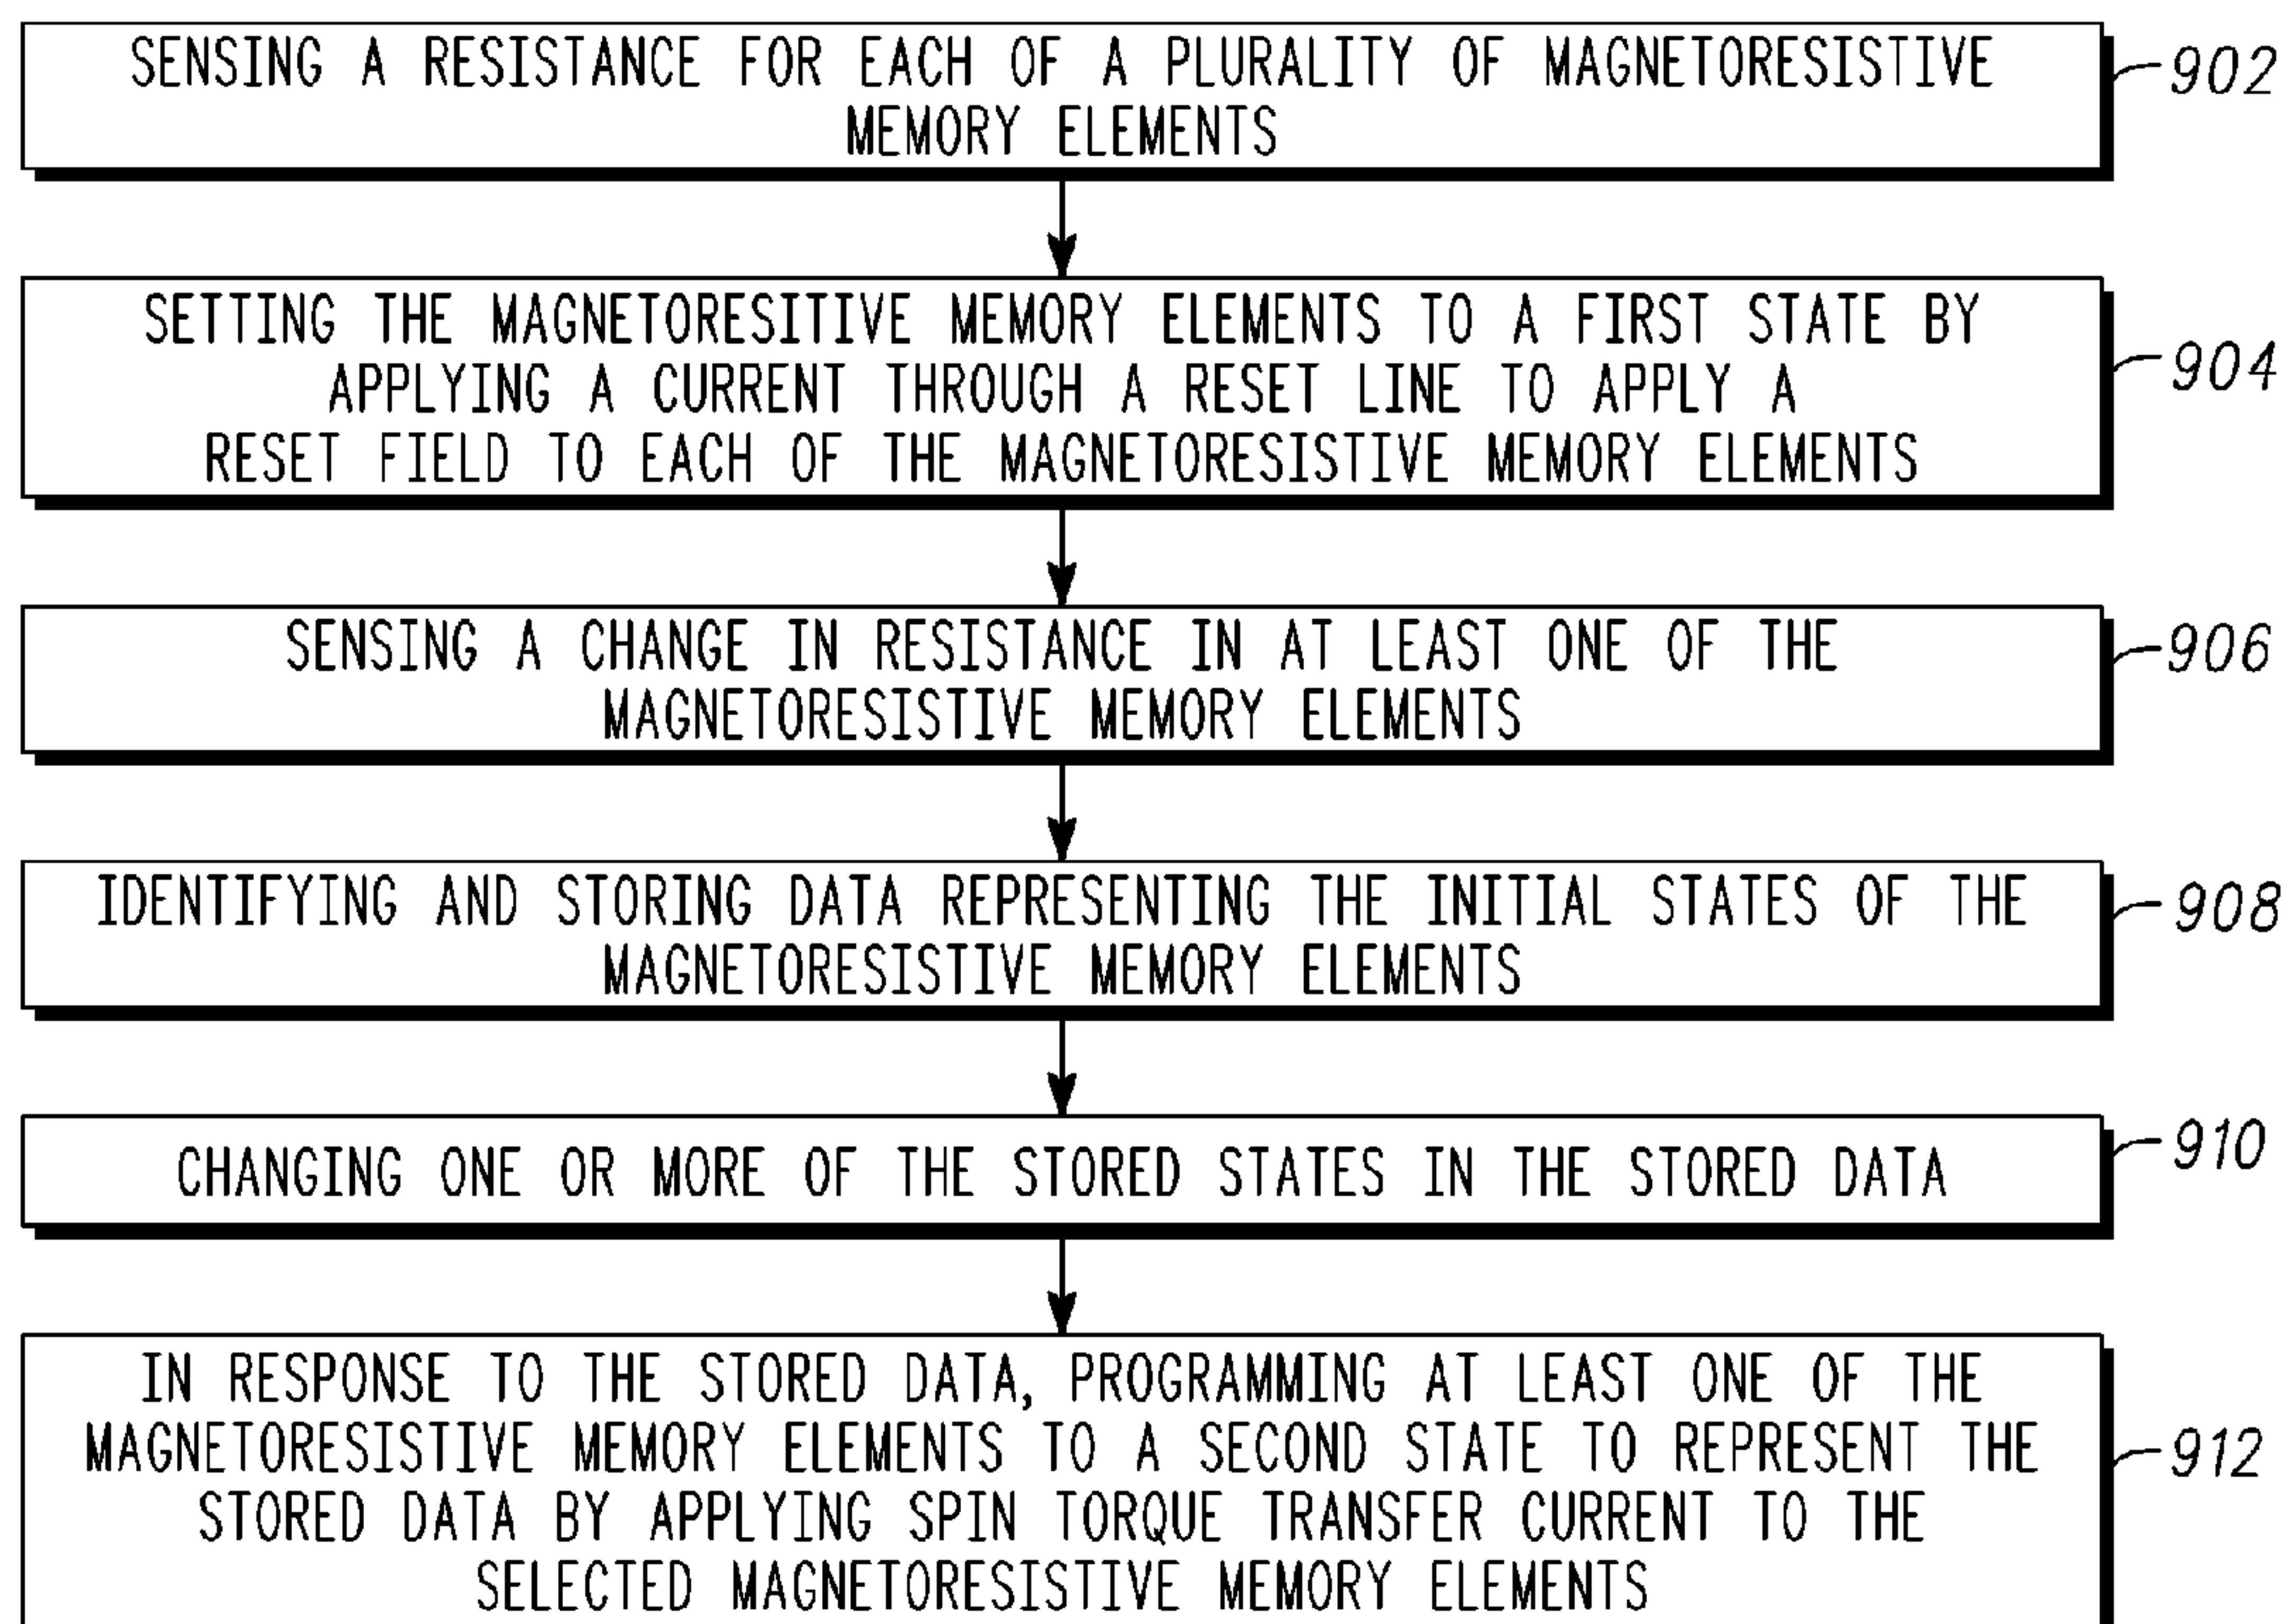 SENSING A RESISTANCE FOR EACH OF A PLURALITY OF MAGNETORESISTIVE
MEMORY ELEMENTS
902
SETTING THE MAGNETORESITIVE MEMORY ELEMENTS TO A FIRST STATE BY
APPLYING A CURRENT THROUGH A RESET LINE TO APPLY A
RESET FIELD TO EACH OF THE MAGNETORESISTIVE MEMORY ELEMENTS
904
SENSING A CHANGE IN RESISTANCE IN AT LEAST ONE OF THE
MAGNETORESISTIVE MEMORY ELEMENTS
906
IDENTIFYING AND STORING DATA REPRESENTING THE INITIAL STATES OF THE
MAGNETORESISTIVE MEMORY ELEMENTS
908
CHANGING ONE OR MORE OF THE STORED STATES IN THE STORED DATA
910
IN RESPONSE TO THE STORED DATA, PROGRAMMING AT LEAST ONE OF THE
MAGNETORESISTIVE MEMORY ELEMENTS TO A SECOND STATE TO REPRESENT THE
STORED DATA BY APPLYING SPIN TORQUE TRANSFER CURRENT TO THE
SELECTED MAGNETORESISTIVE MEMORY ELEMENTS
912